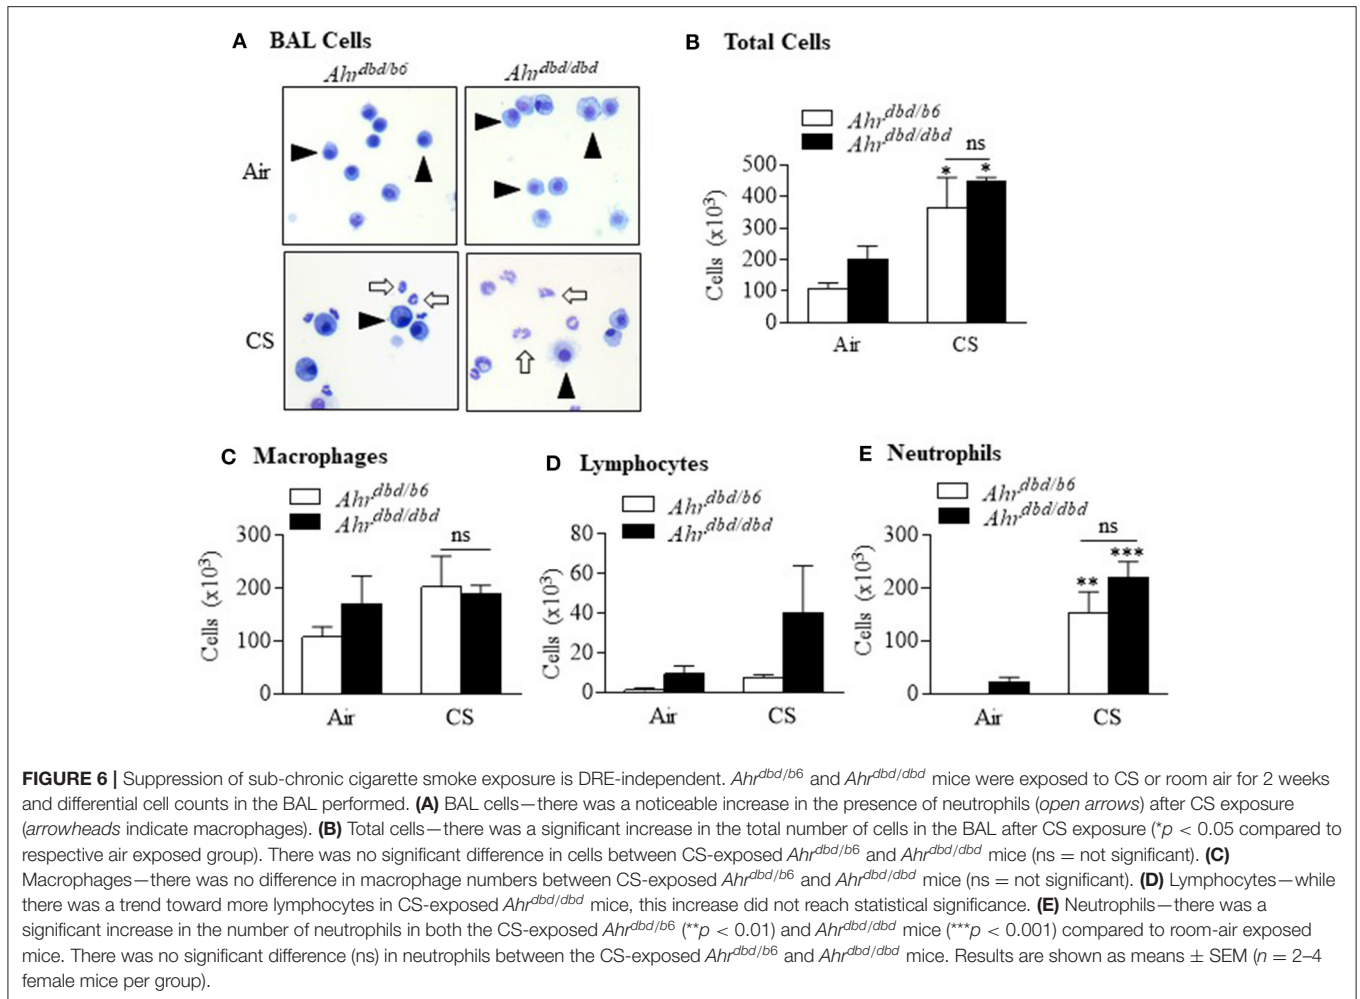 A BAL Cells
Ahr^dbd/b6 Ahr^dbd/dbd
Air
CS
B Total Cells
Ahr^dbd/b6
Ahr^dbd/dbd
ns
* *
Cells (x10³)
500
400
300
200
100
0
Air CS
C Macrophages
Ahr^dbd/b6
Ahr^dbd/dbd
ns
Cells (x10³)
300
200
100
0
Air CS
D Lymphocytes
Ahr^dbd/b6
Ahr^dbd/dbd
Cells (x10³)
80
60
40
20
0
Air CS
E Neutrophils
Ahr^dbd/b6
Ahr^dbd/dbd
ns
** ***
Cells (x10³)
300
200
100
0
Air CS
FIGURE 6 | Suppression of sub-chronic cigarette smoke exposure is DRE-independent. Ahr^dbd/b6 and Ahr^dbd/dbd mice were exposed to CS or room air for 2 weeks
and differential cell counts in the BAL performed. (A) BAL cells—there was a noticeable increase in the presence of neutrophils (open arrows) after CS exposure
(arrowheads indicate macrophages). (B) Total cells—there was a significant increase in the total number of cells in the BAL after CS exposure (*p < 0.05 compared to
respective air exposed group). There was no significant difference in cells between CS-exposed Ahr^dbd/b6 and Ahr^dbd/dbd mice (ns = not significant). (C)
Macrophages—there was no difference in macrophage numbers between CS-exposed Ahr^dbd/b6 and Ahr^dbd/dbd mice (ns = not significant). (D) Lymphocytes—while
there was a trend toward more lymphocytes in CS-exposed Ahr^dbd/dbd mice, this increase did not reach statistical significance. (E) Neutrophils—there was a
significant increase in the number of neutrophils in both the CS-exposed Ahr^dbd/b6 (**p < 0.01) and Ahr^dbd/dbd mice (***p < 0.001) compared to room-air exposed
mice. There was no significant difference (ns) in neutrophils between the CS-exposed Ahr^dbd/b6 and Ahr^dbd/dbd mice. Results are shown as means ± SEM (n = 2–4
female mice per group).